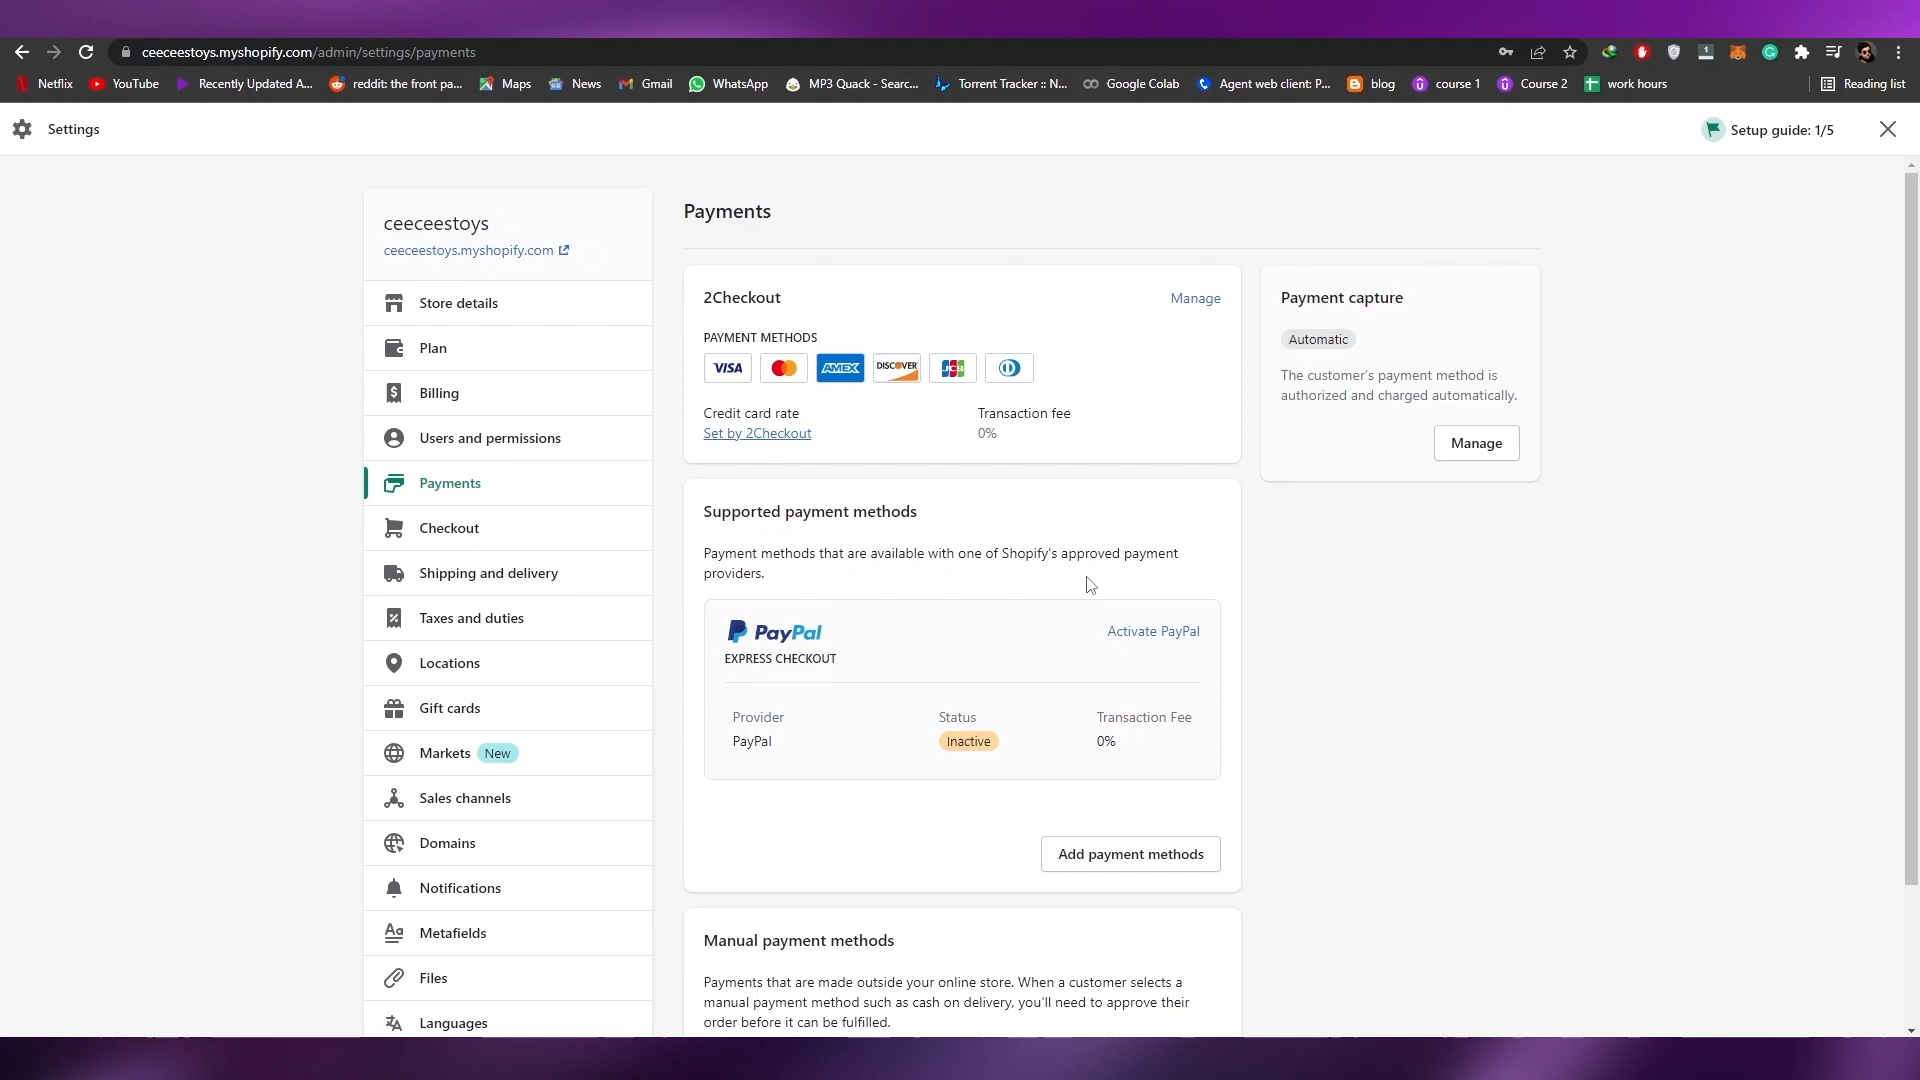 ceeceestoys.myshopify.com/admin/settings/payments
Netflix
YouTube
Recently Updated A...
reddit: the front pa...
Maps
News
Gmail
WhatsApp
MP3 Quack - Searc...
Torrent Tracker :: N...
Google Colab
Agent web client: P...
blog
course 1
Course 2
work hours
Reading list
Settings
Setup guide: 1/5
ceeceestoys
ceeceestoys.myshopify.com
Store details
Plan
Billing
Users and permissions
Payments
Checkout
Shipping and delivery
Taxes and duties
Locations
Gift cards
Markets New
Sales channels
Domains
Notifications
Metafields
Files
Languages
Payments
2Checkout
Manage
PAYMENT METHODS
VISA
AMEX
DISCOVER
JCB
Credit card rate
Transaction fee
Set by 2Checkout
0%
Supported payment methods
Payment methods that are available with one of Shopify's approved payment
providers.
PayPal
Activate PayPal
EXPRESS CHECKOUT
Provider
Status
Transaction Fee
PayPal
Inactive
0%
Add payment methods
Manual payment methods
Payments that are made outside your online store. When a customer selects a
manual payment method such as cash on delivery, you'll need to approve their
order before it can be fulfilled.
Payment capture
Automatic
The customer's payment method is
authorized and charged automatically.
Manage